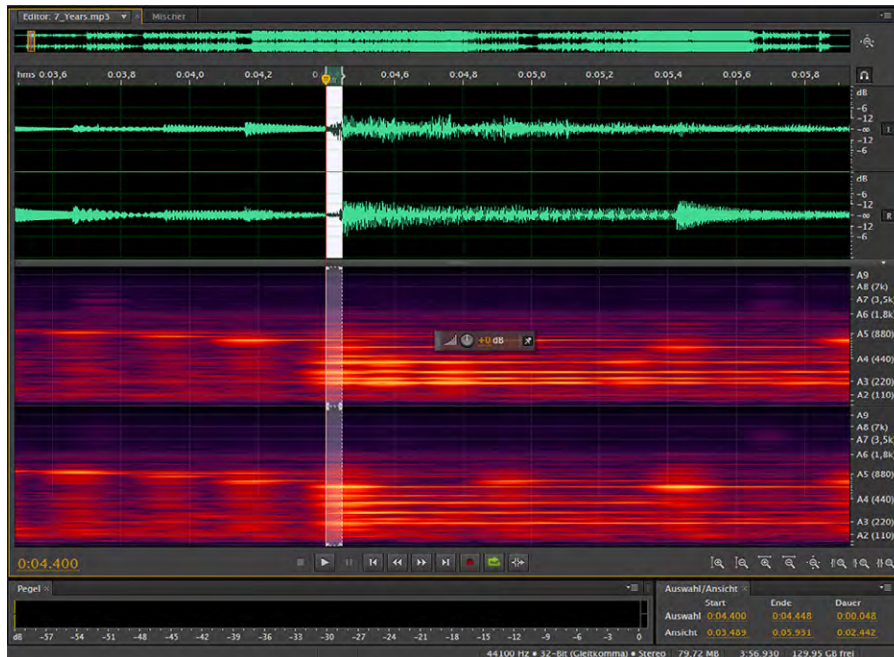 Editor: 7_Years.mp3 Mischer
hms 0:03,6 0:03,8 0:04,0 0:04,2 0:04,6 0:04,8 0:05,0 0:05,2 0:05,4 0:05,6 0:05,8
dB
-6
-12
-∞
-12
-6
L
dB
-6
-12
-∞
-12
-6
R
A9
A8 (7k)
A7 (3,5k)
A6 (1,8k)
A5 (880)
+0 dB
A4 (440)
A3 (220)
A2 (110)
A9
A8 (7k)
A7 (3,5k)
A6 (1,8k)
A5 (880)
A4 (440)
A3 (220)
A2 (110)
0:04.400
Pegel
dB -57 -54 -51 -48 -45 -42 -39 -36 -33 -30 -27 -24 -21 -18 -15 -12 -9 -6 -3 0
Auswahl/Ansicht
Start Ende Dauer
Auswahl 0:04.400 0:04.448 0:00.048
Ansicht 0:03.489 0:05.931 0:02.442
44100 Hz • 32-Bit (Gleitkomma) • Stereo 79,72 MB 3:56.930 129,95 GB frei